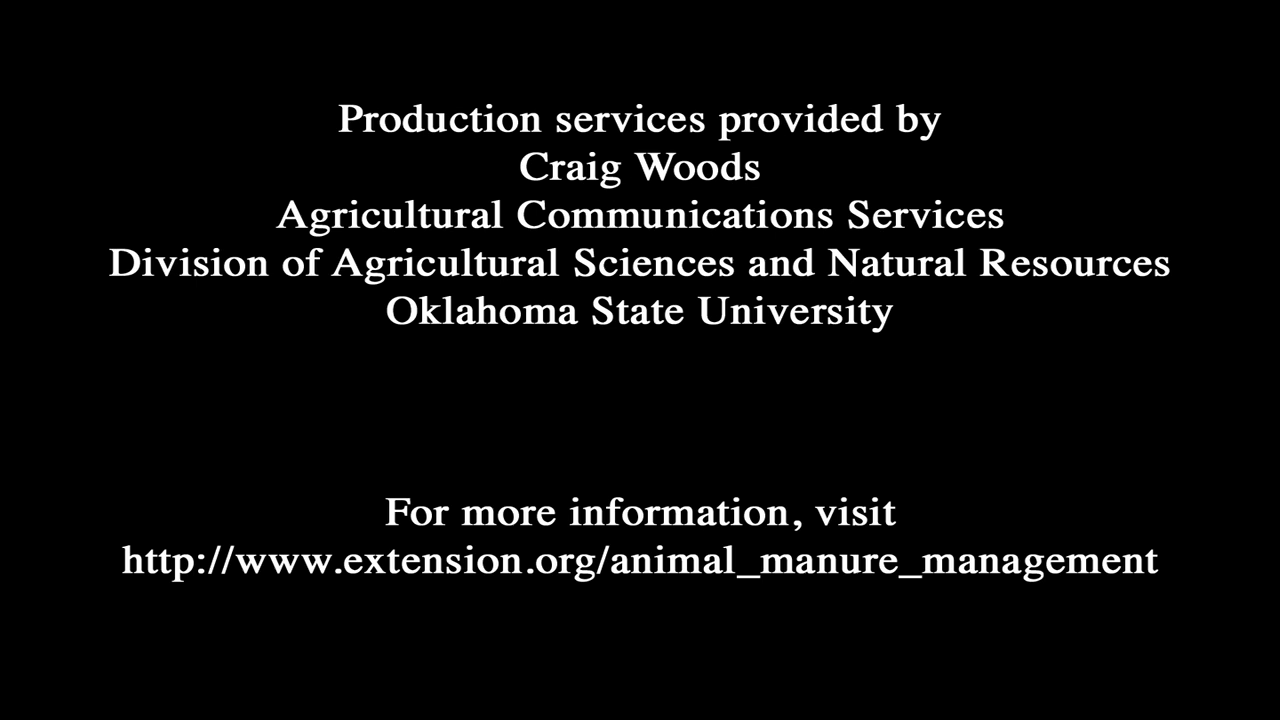 Production services provided by
Craig Woods
Agricultural Communications Services
Division of Agricultural Sciences and Natural Resources
Oklahoma State University
For more information, visit
http://www.extension.org/animal_manure_management